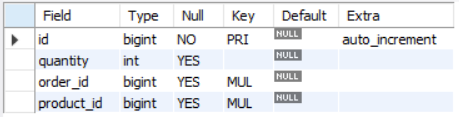 Field Type Null Key Default Extra
id bigint NO PRI NULL auto_increment
quantity int YES NULL
order_id bigint YES MUL NULL
product_id bigint YES MUL NULL